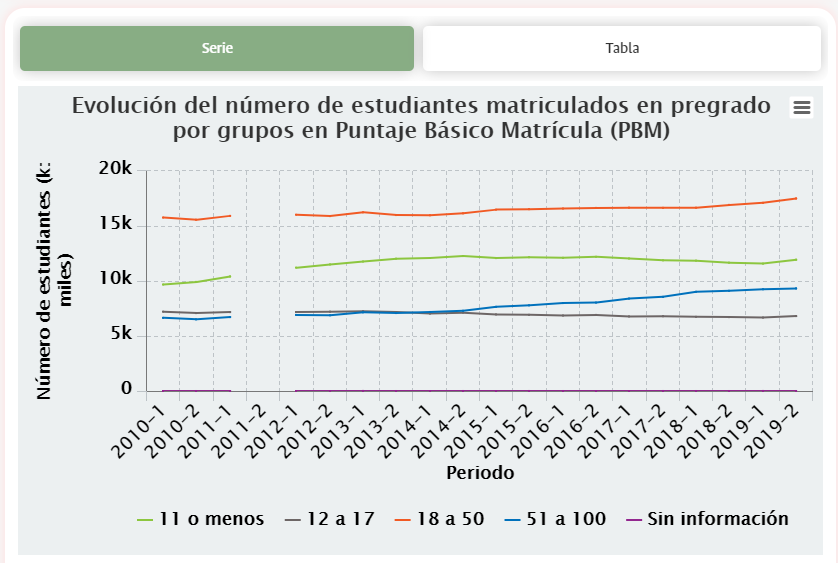 Serie
Tabla
Evolución del número de estudiantes matriculados en pregrado
por grupos en Puntaje Básico Matrícula (PBM)
Número de estudiantes (k:
miles)
20k
15k
10k
5k
0
2010-1
2010-2
2011-1
2011-2
2012-1
2012-2
2013-1
2013-2
2014-1
2014-2
2015-1
2015-2
2016-1
2016-2
2017-1
2017-2
2018-1
2018-2
2019-1
2019-2
Periodo
11 o menos
12 a 17
18 a 50
51 a 100
Sin información